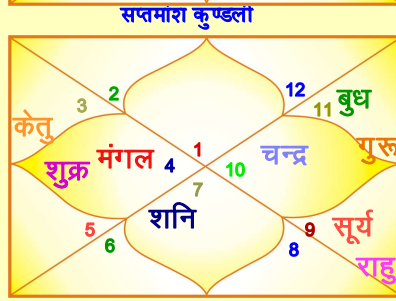 सप्तमांश कुण्डली
2 12
3 11 बुध
केतु
मंगल 4 1 चन्द्र गुरू
शुक्र 10
7
शनि
5 9 सूर्य
6 8
राहु